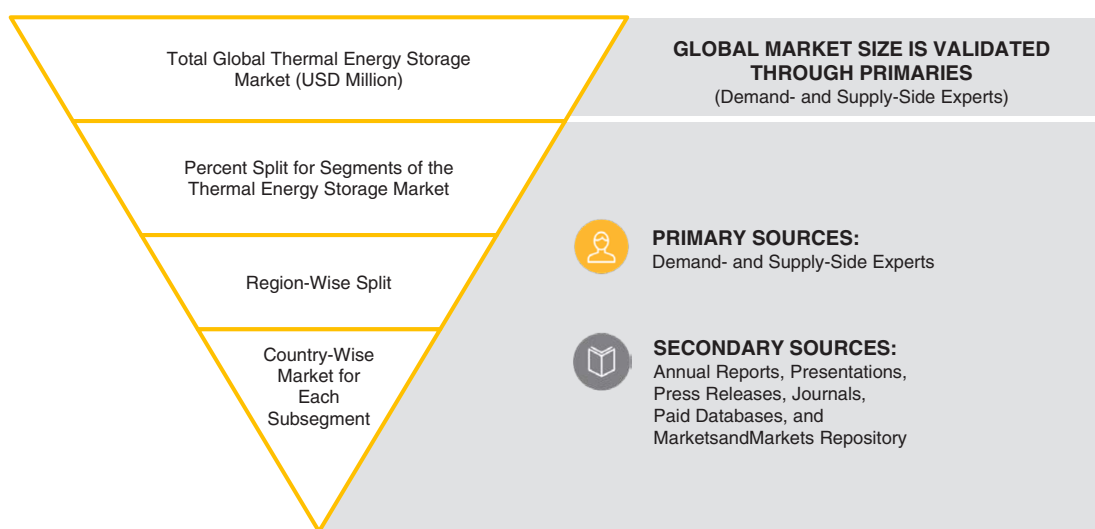 Total Global Thermal Energy Storage
Market (USD Million)
GLOBAL MARKET SIZE IS VALIDATED
THROUGH PRIMARIES
(Demand- and Supply-Side Experts)
Percent Split for Segments of the
Thermal Energy Storage Market
Region-Wise Split
Country-Wise
Market for
Each
Subsegment
PRIMARY SOURCES:
Demand- and Supply-Side Experts
SECONDARY SOURCES:
Annual Reports, Presentations,
Press Releases, Journals,
Paid Databases, and
MarketsandMarkets Repository